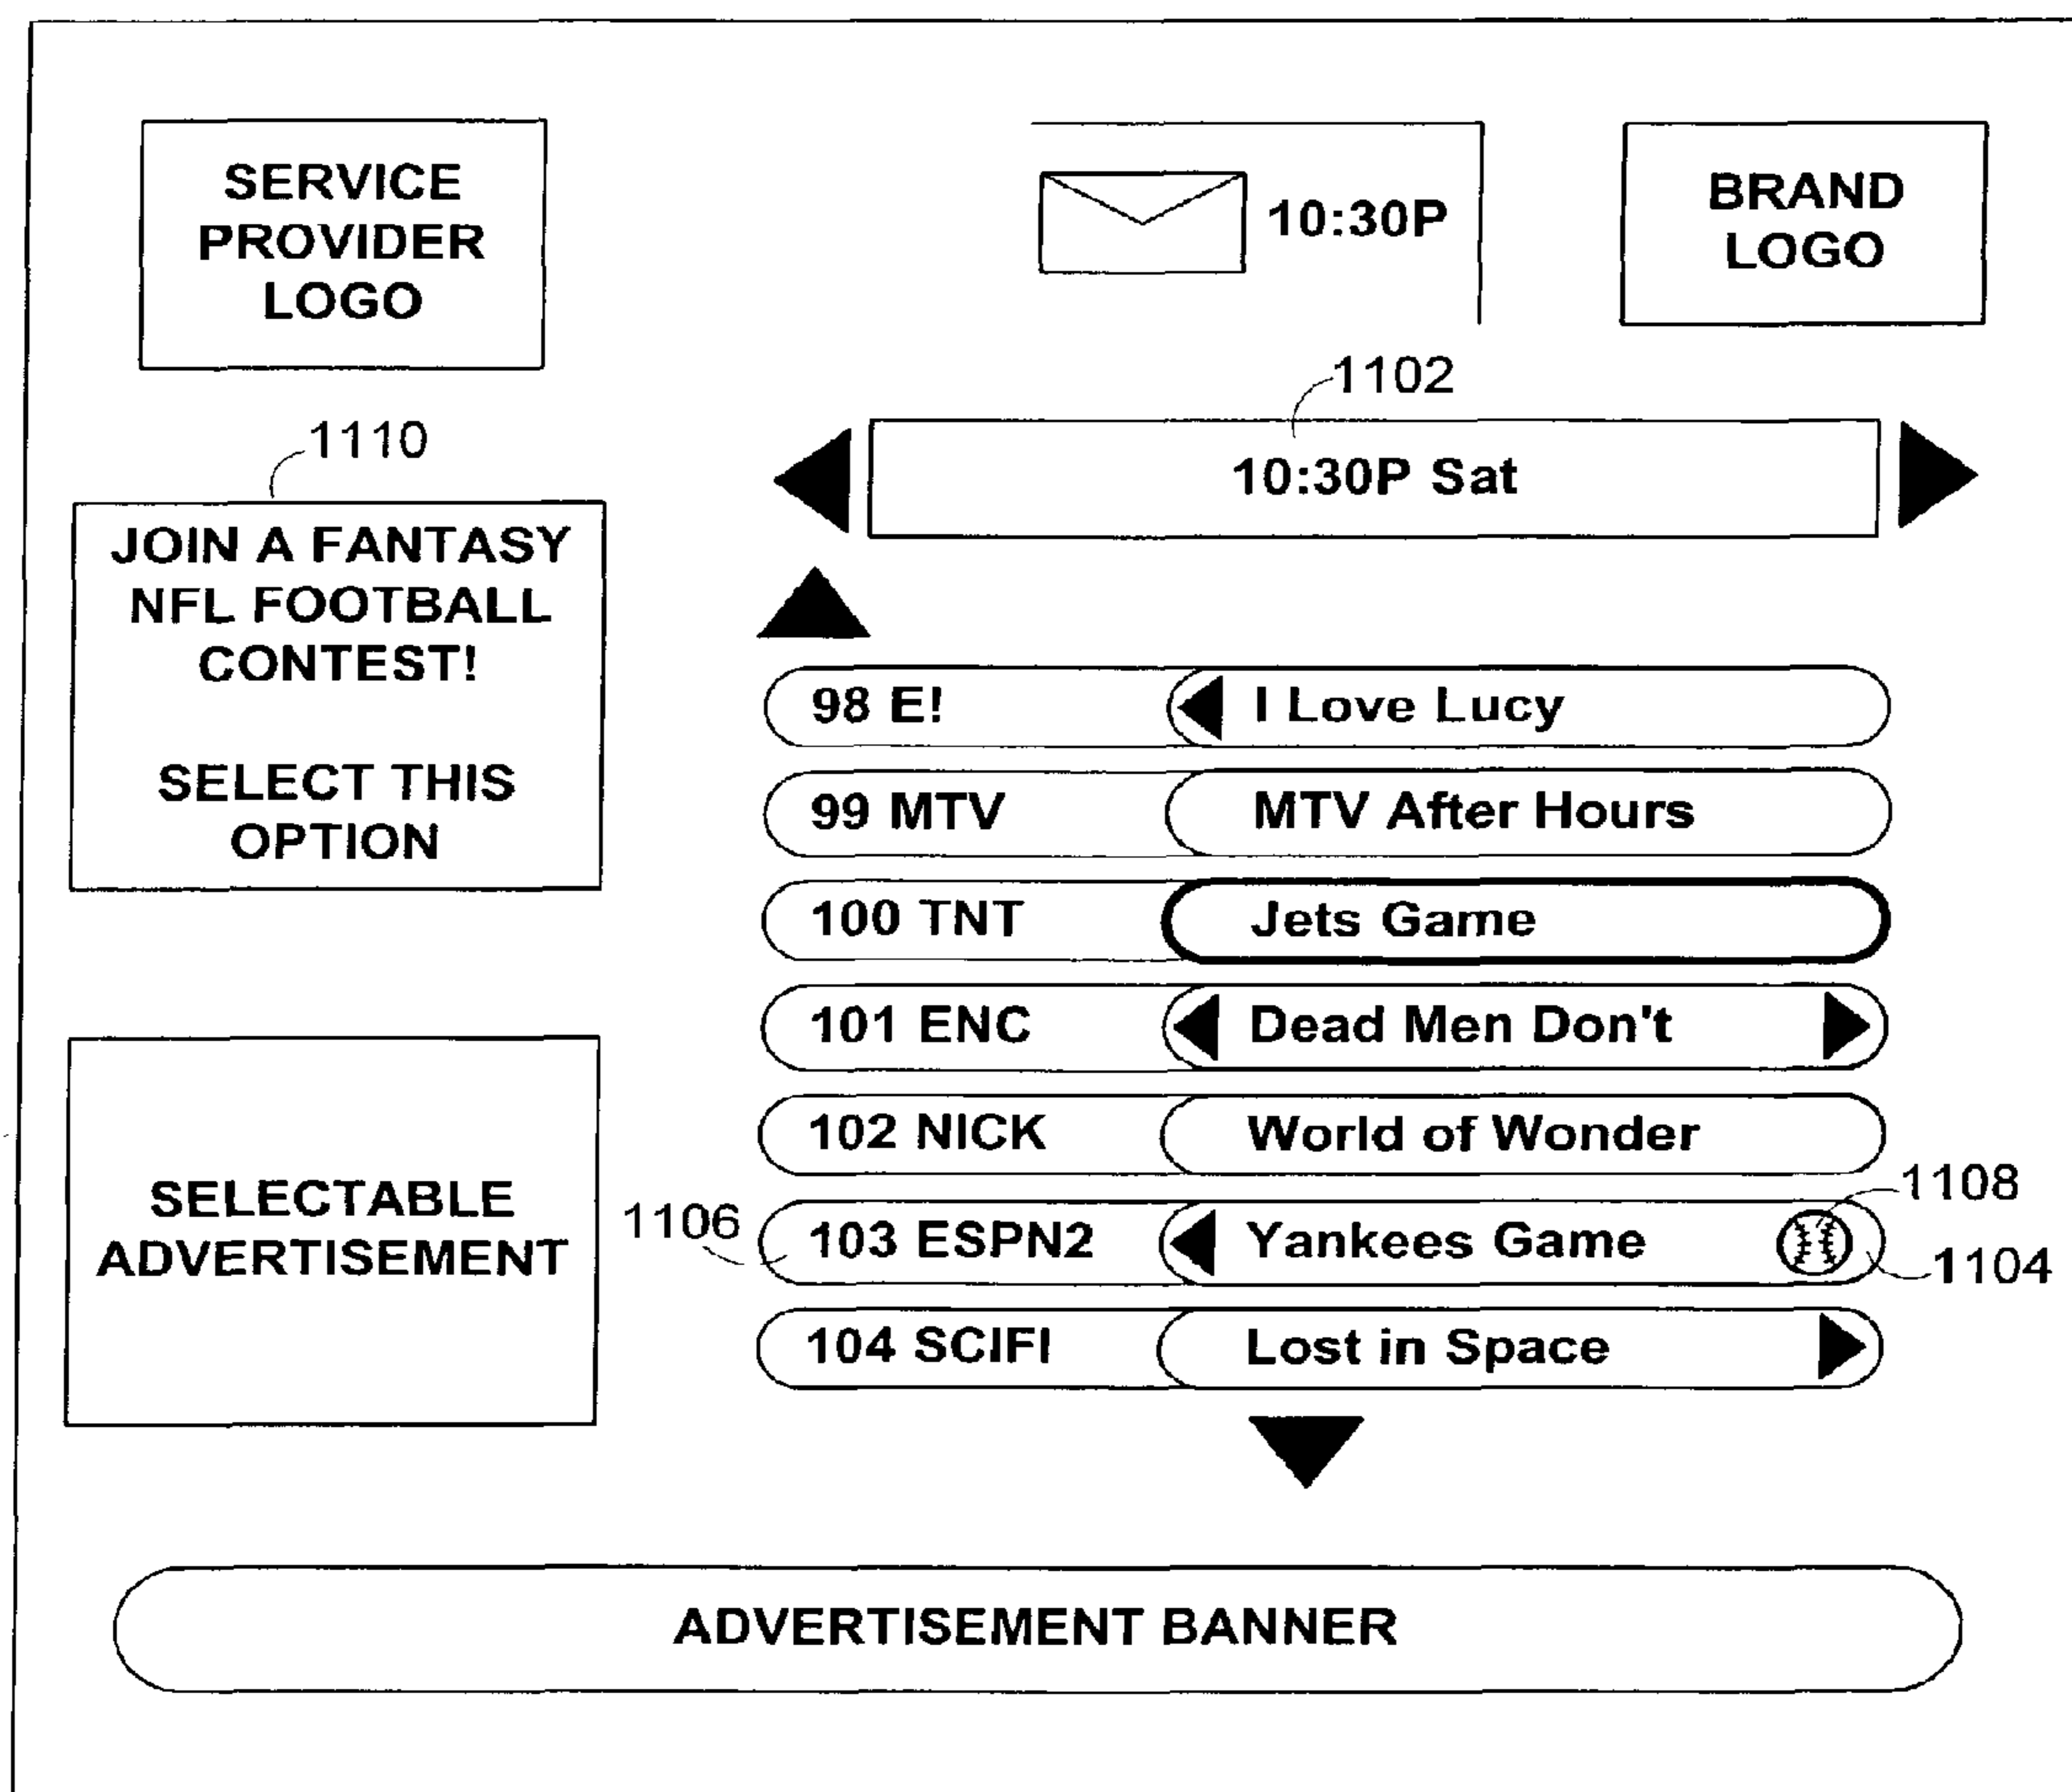 SERVICE
PROVIDER
LOGO
10:30P
BRAND
LOGO
1102
10:30P Sat
1110
JOIN A FANTASY
NFL FOOTBALL
CONTEST!
SELECT THIS
OPTION
98 E! I Love Lucy
99 MTV MTV After Hours
100 TNT Jets Game
101 ENC Dead Men Don't
102 NICK World of Wonder
1108
1106 103 ESPN2 Yankees Game
1104
104 SCIFI Lost in Space
SELECTABLE
ADVERTISEMENT
ADVERTISEMENT BANNER